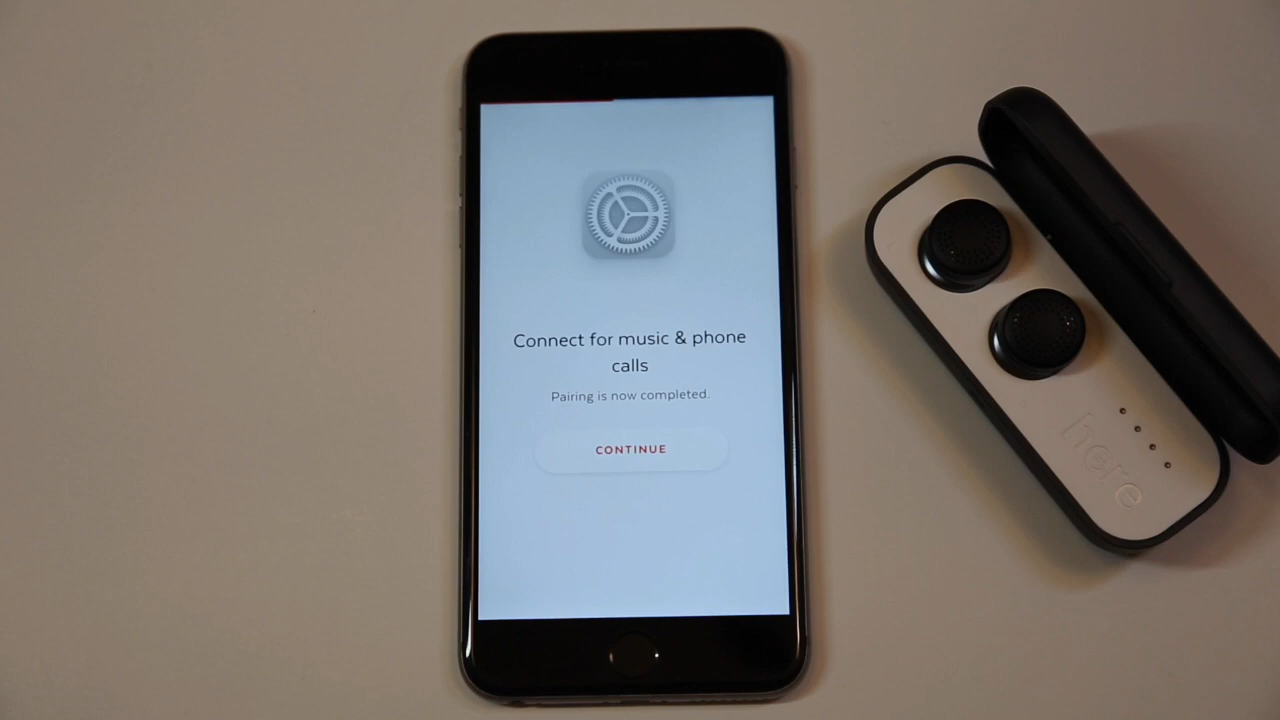 Connect for music & phone
calls
Pairing is now completed.
CONTINUE
here